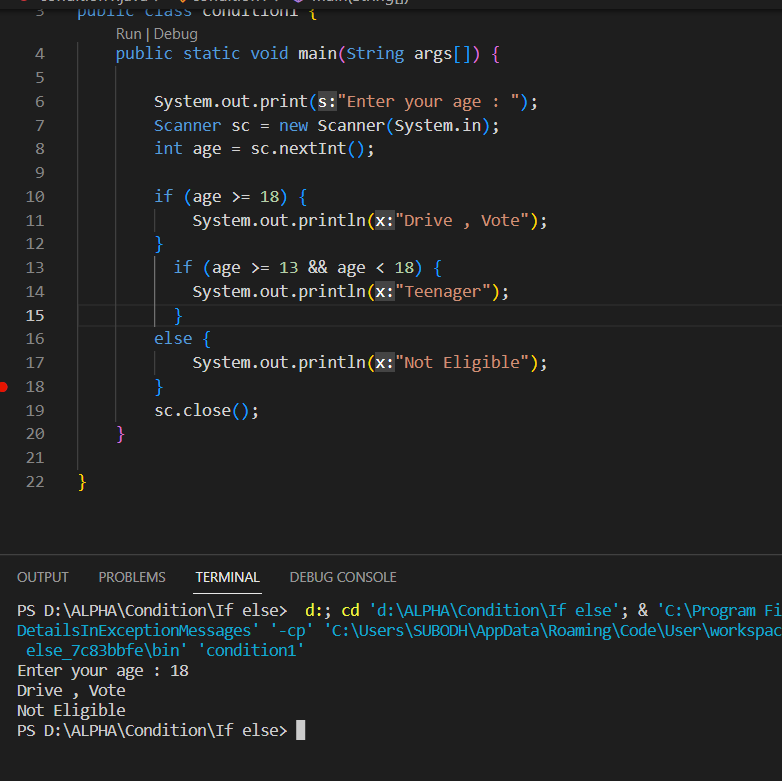 3 public class condition1 {
Run | Debug
4 public static void main(String args[]) {
5
6 System.out.print(s:"Enter your age : ");
7 Scanner sc = new Scanner(System.in);
8 int age = sc.nextInt();
9
10 if (age >= 18) {
11 System.out.println(x:"Drive , Vote");
12 }
13 if (age >= 13 && age < 18) {
14 System.out.println(x:"Teenager");
15 }
16 else {
17 System.out.println(x:"Not Eligible");
18 }
19 sc.close();
20 }
21
22 }
OUTPUT PROBLEMS TERMINAL DEBUG CONSOLE
PS D:\ALPHA\Condition\If else> d:; cd 'd:\ALPHA\Condition\If else'; & 'C:\Program Fi
DetailsInExceptionMessages' '-cp' 'C:\Users\SUBODH\AppData\Roaming\Code\User\workspac
else_7c83bbfe\bin' 'condition1'
Enter your age : 18
Drive , Vote
Not Eligible
PS D:\ALPHA\Condition\If else>